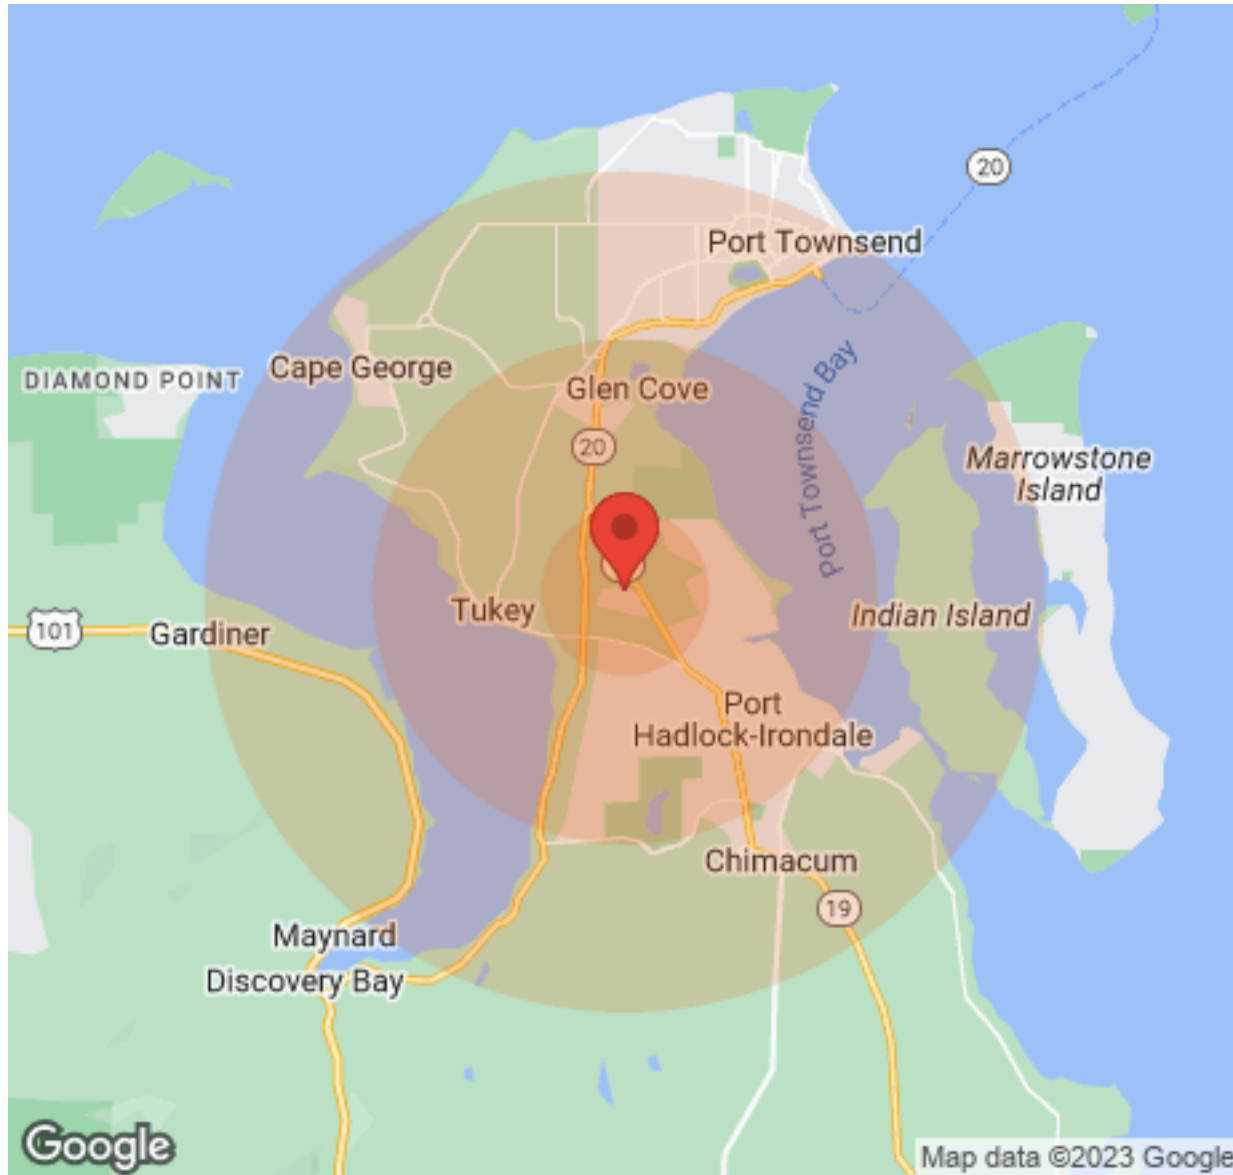 20
Port Townsend
Cape George
DIAMOND POINT
Glen Cove
Port Townsend Bay
20
Marrowstone
Island
Tukey
Indian Island
101
Gardiner
Port
Hadlock-Irondale
Chimacum
19
Maynard
Discovery Bay
Google
Map data ©2023 Google